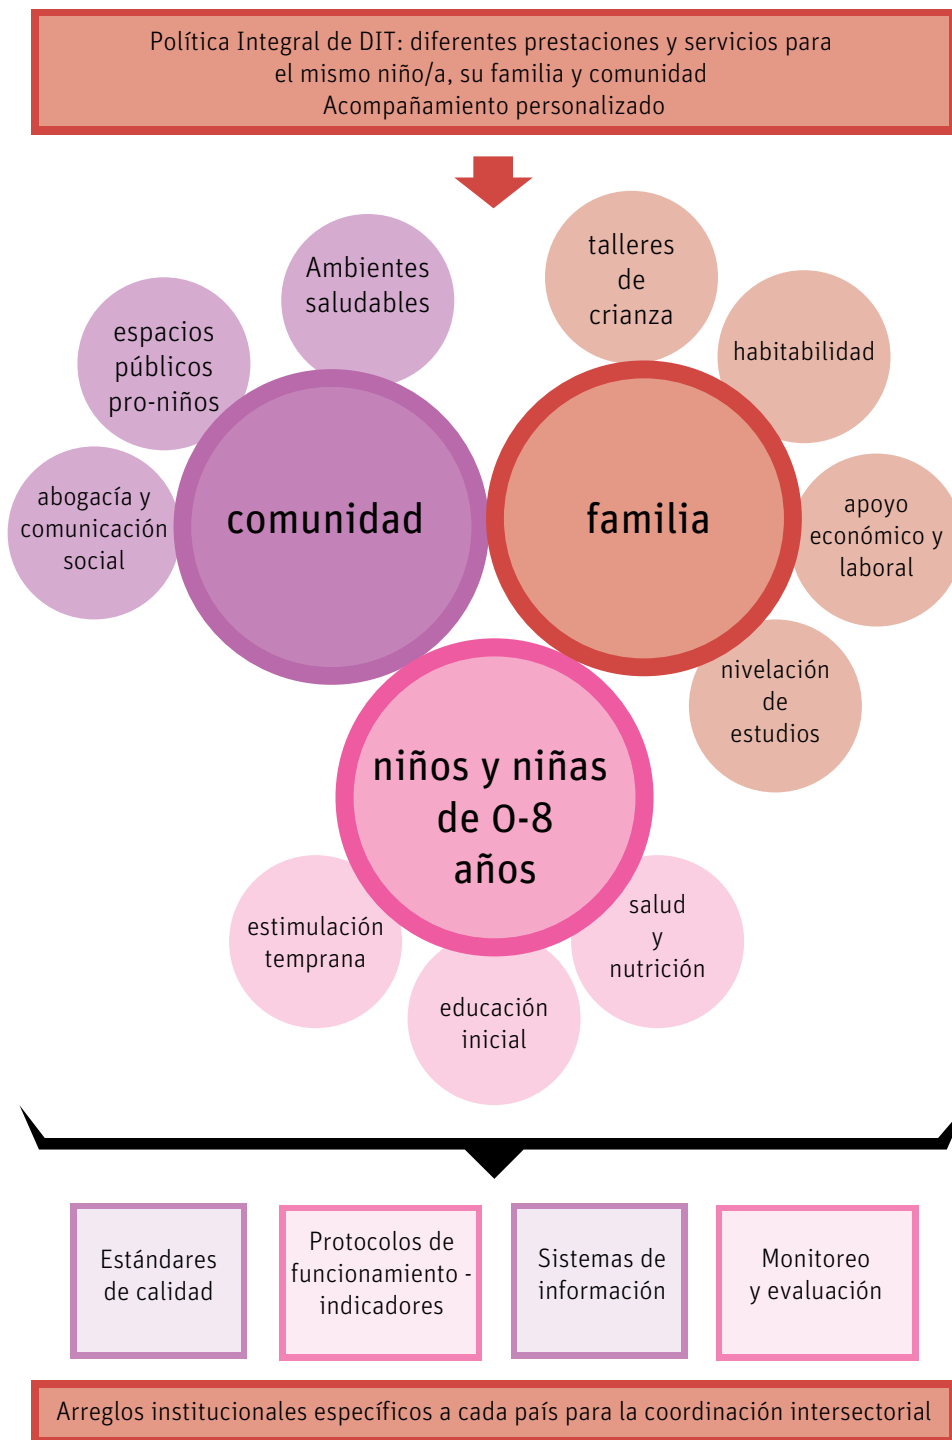 Política Integral de DIT: diferentes prestaciones y servicios para
el mismo niño/a, su familia y comunidad
Acompañamiento personalizado
Ambientes
saludables
espacios
públicos
pro-niños
abogacía y
comunicación
social
comunidad
talleres
de
crianza
habitabilidad
apoyo
económico y
laboral
nivelación
de
estudios
familia
niños y niñas
de 0-8
años
estimulación
temprana
educación
inicial
salud
y
nutrición
Estándares
de calidad
Protocolos de
funcionamiento -
indicadores
Sistemas de
información
Monitoreo
y evaluación
Arreglos institucionales específicos a cada país para la coordinación intersectorial